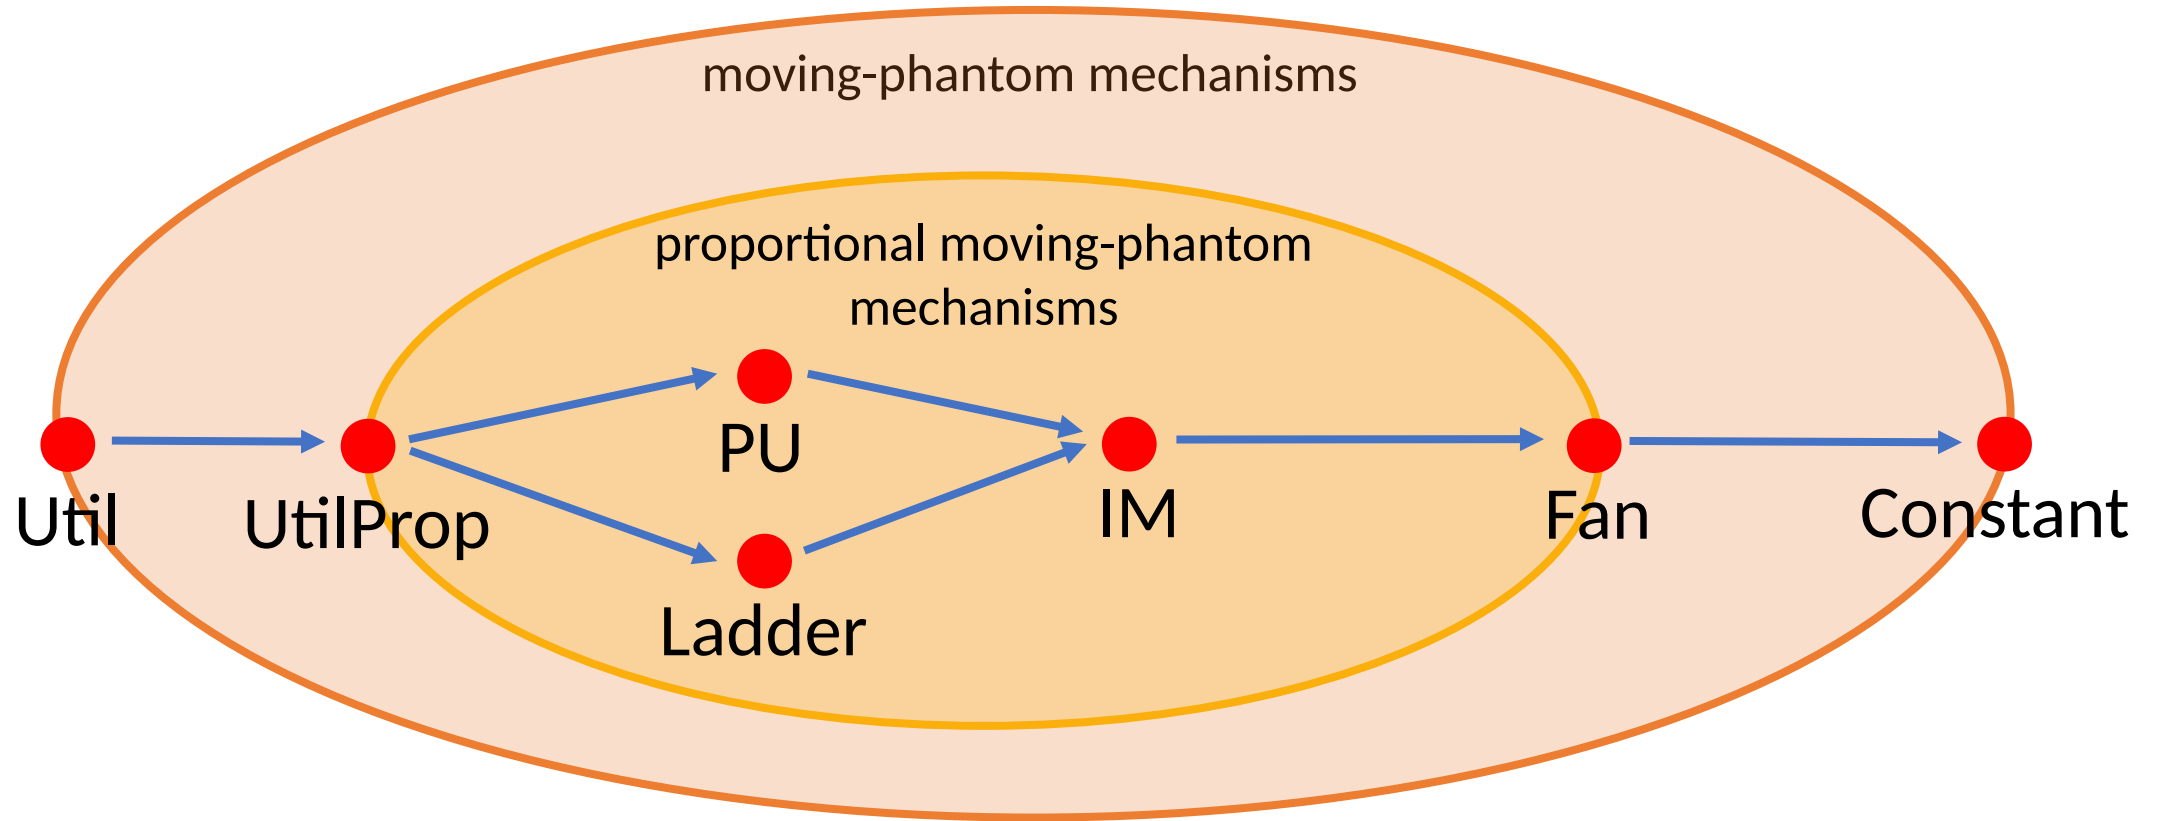 moving-phantom mechanisms
proportional moving-phantom
mechanisms
PU
Util
UtilProp
IM
Fan
Constant
Ladder